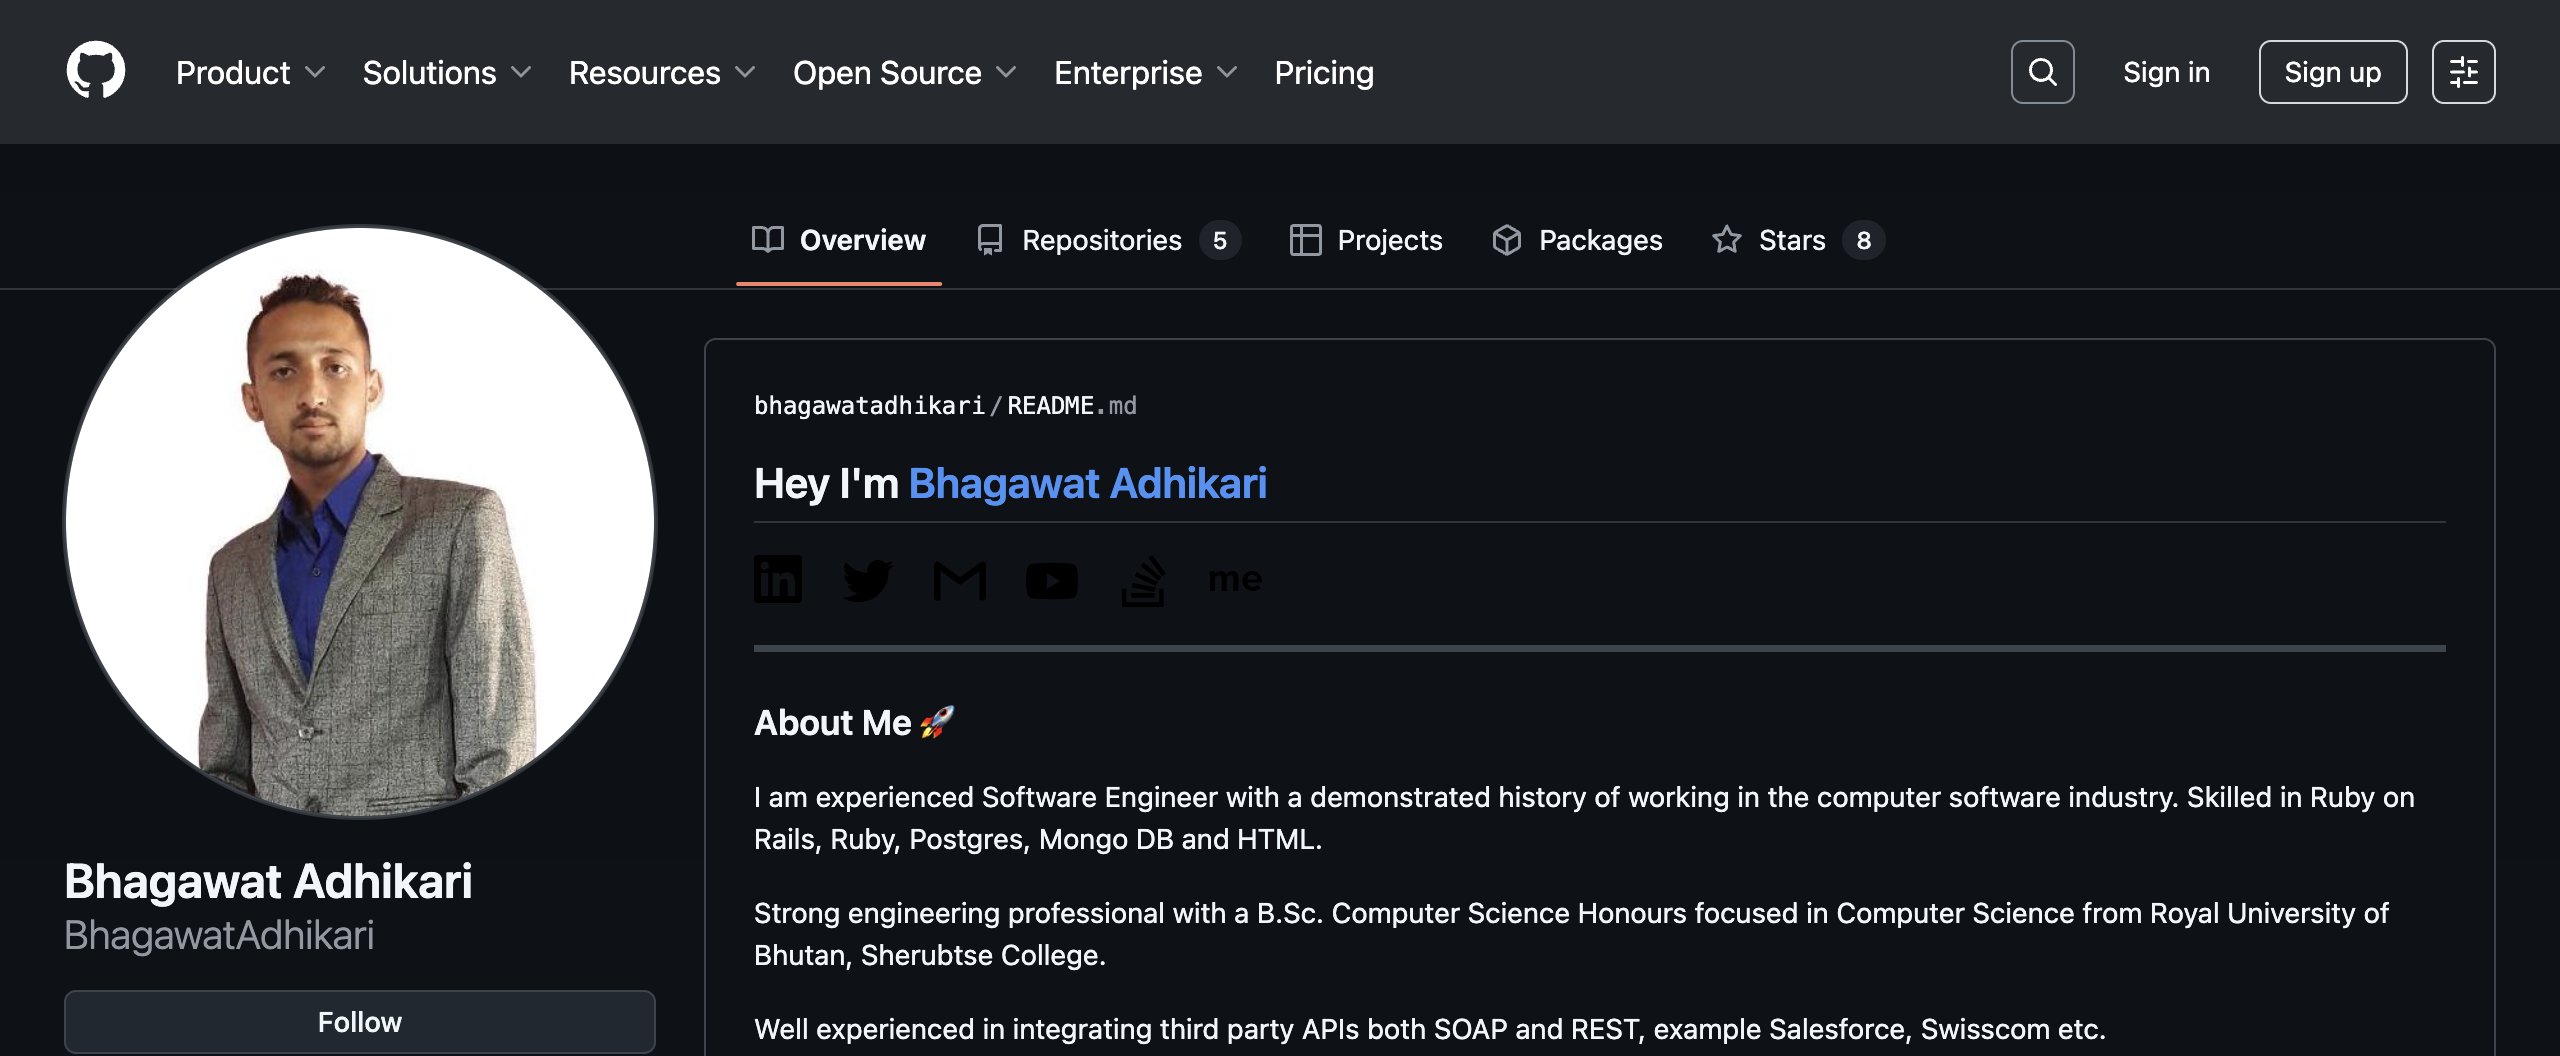 Product Solutions Resources Open Source Enterprise Pricing Sign in Sign up
Overview Repositories 5 Projects Packages Stars 8
bhagawatadhikari/README.md
Hey I'm Bhagawat Adhikari
in me
About Me 🚀
I am experienced Software Engineer with a demonstrated history of working in the computer software industry. Skilled in Ruby on
Rails, Ruby, Postgres, Mongo DB and HTML.
Strong engineering professional with a B.Sc. Computer Science Honours focused in Computer Science from Royal University of
Bhutan, Sherubtse College.
Well experienced in integrating third party APIs both SOAP and REST, example Salesforce, Swisscom etc.
Bhagawat Adhikari
BhagawatAdhikari
Follow